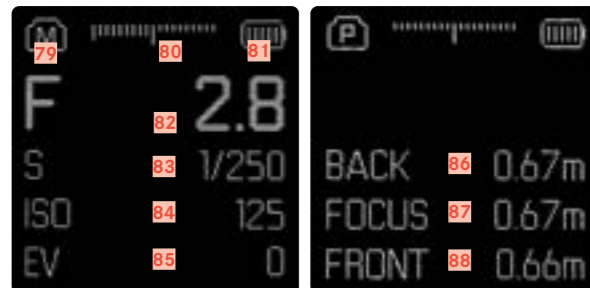 M
79
80
81
F 82 2.8
S 83 1/250
ISO 84 125
EV 85 0
P
BACK 86 0.67m
FOCUS 87 0.67m
FRONT 88 0.66m